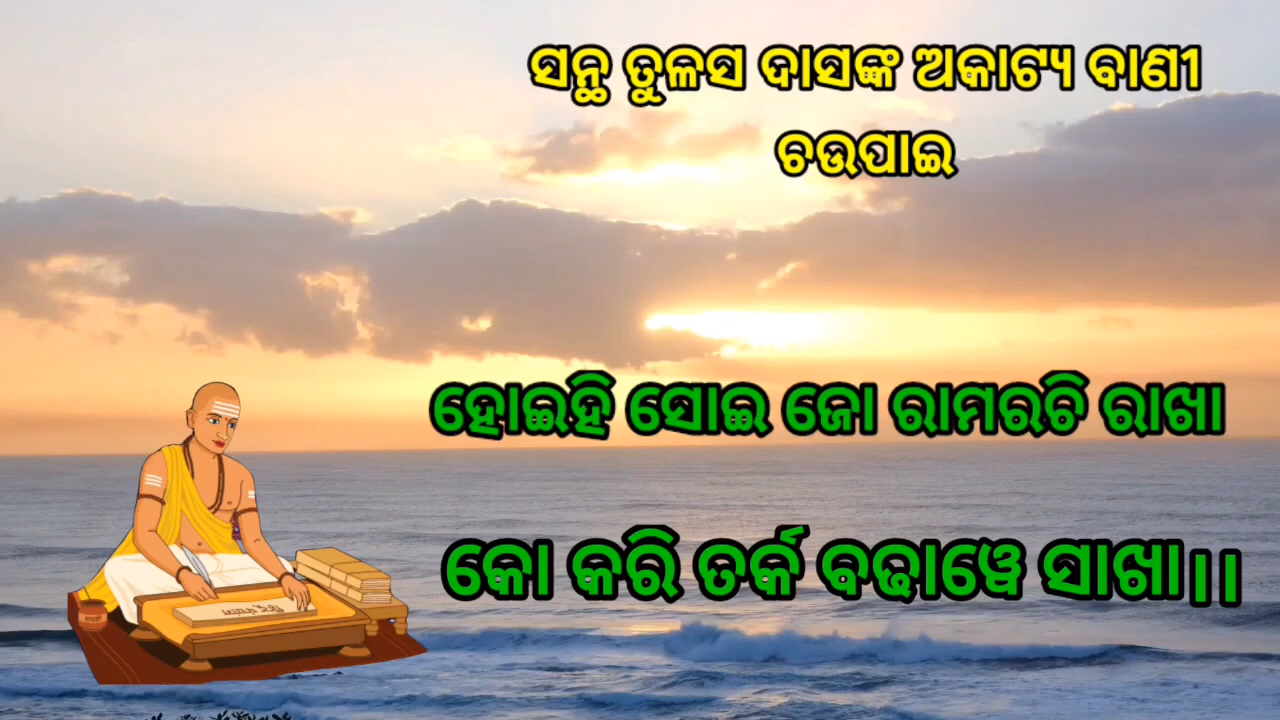 ସନ୍ଥ ତୁଳସ ଦାସଙ୍କ ଅକାଟ୍ୟ ବାଣୀ
ଚଉପାଇ
ହୋଇହି ସୋଇ ଜୋ ରାମରଚି ରାଖା
କୋ କରି ତର୍କ ବଢାୱେ ସାଖା।।